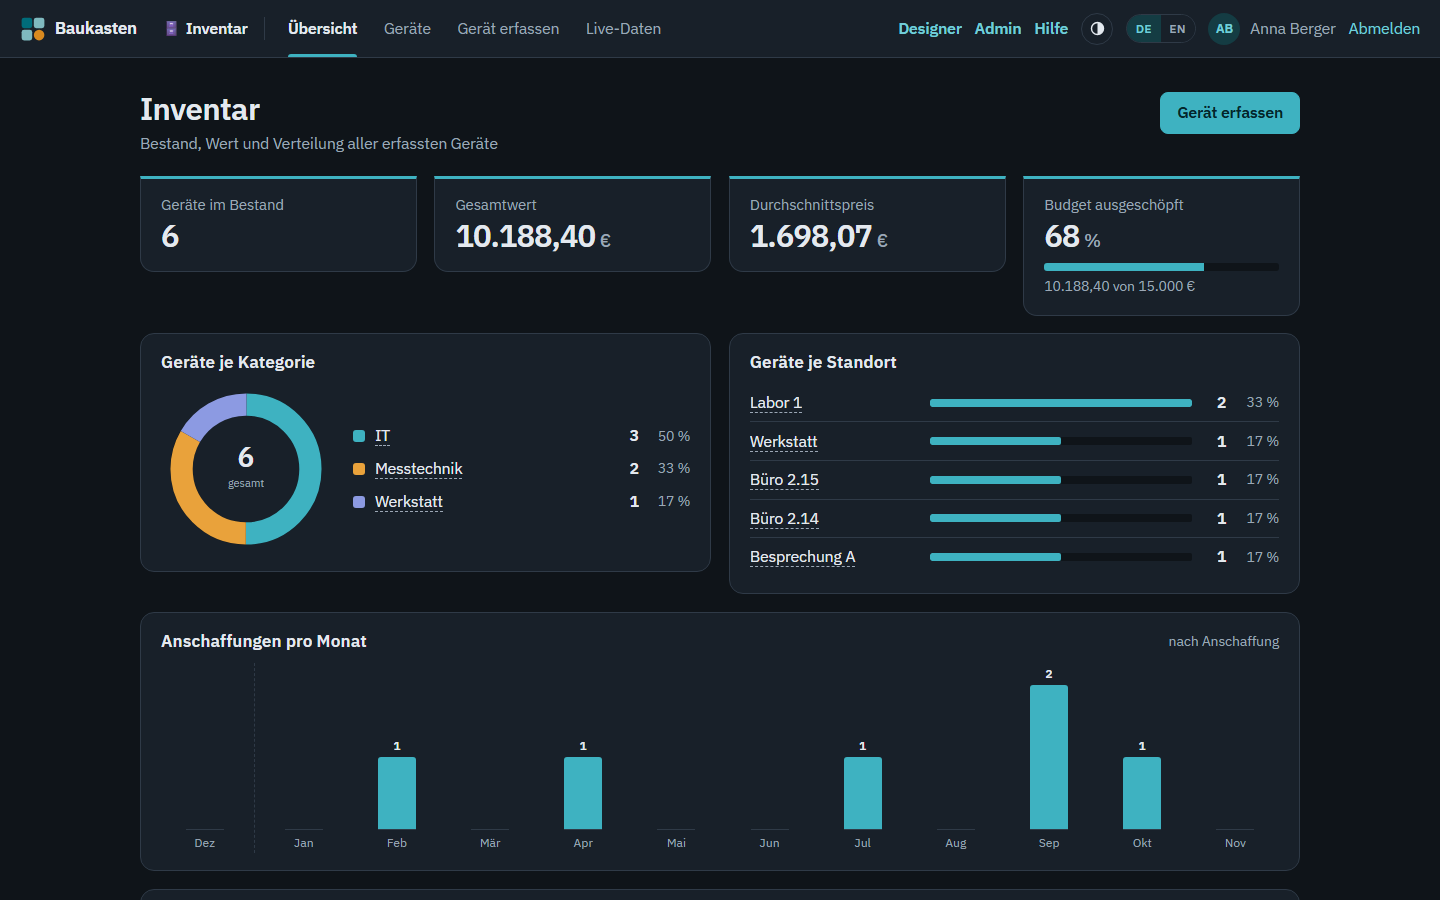 Baukasten Inventar Übersicht Geräte Gerät erfassen Live-Daten Designer Admin Hilfe DE EN AB Anna Berger Abmelden
Inventar
Gerät erfassen
Bestand, Wert und Verteilung aller erfassten Geräte
Geräte im Bestand
6
Gesamtwert
10.188,40 €
Durchschnittspreis
1.698,07 €
Budget ausgeschöpft
68 %
10.188,40 von 15.000 €
Geräte je Kategorie
6
gesamt
IT 3 50 %
Messtechnik 2 33 %
Werkstatt 1 17 %
Geräte je Standort
Labor 1 2 33 %
Werkstatt 1 17 %
Büro 2.15 1 17 %
Büro 2.14 1 17 %
Besprechung A 1 17 %
Anschaffungen pro Monat
nach Anschaffung
1 1 1 2 1
Dez Jan Feb Mär Apr Mai Jun Jul Aug Sep Okt Nov